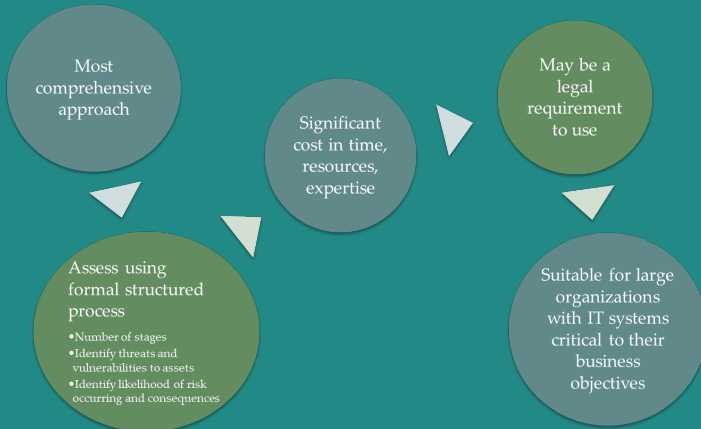 Most
comprehensive
approach
Assess using
formal structured
process
•Number of stages
•Identify threats and
vulnerabilities to assets
•Identify likelihood of risk
occurring and consequences
Significant
cost in time,
resources,
expertise
May be a
legal
requirement
to use
Suitable for large
organizations
with IT systems
critical to their
business
objectives